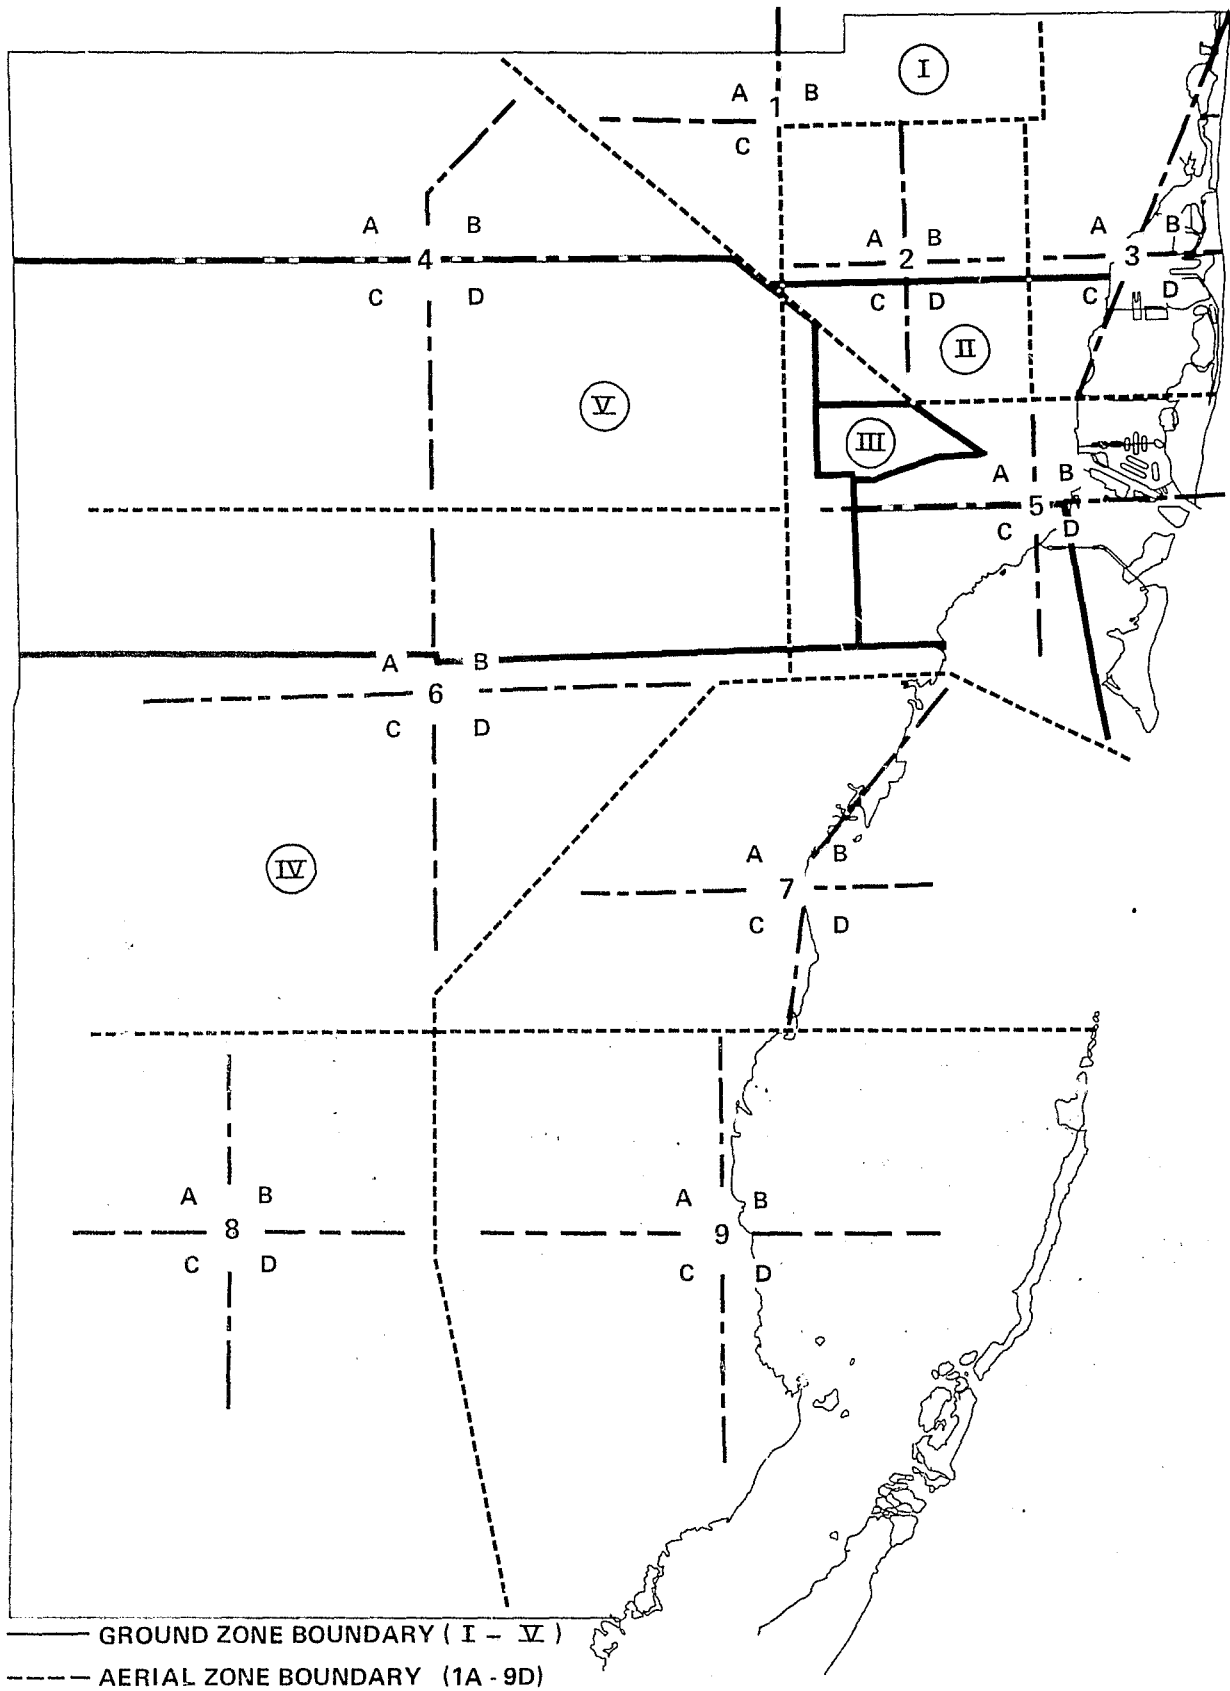 I
A 1 B
C
A B
4
C D
A B
2
C D
A B
3
C D
II
V
III
A B
5
C D
A B
6
C D
IV
A B
7
C D
A B
8
C D
A B
9
C D
GROUND ZONE BOUNDARY ( I - V )
AERIAL ZONE BOUNDARY (1A - 9D)